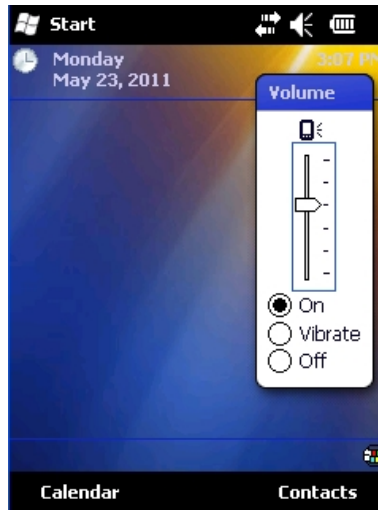 Start
Monday
May 23, 2011
3:07 PM
Volume
On
Vibrate
Off
Calendar
Contacts